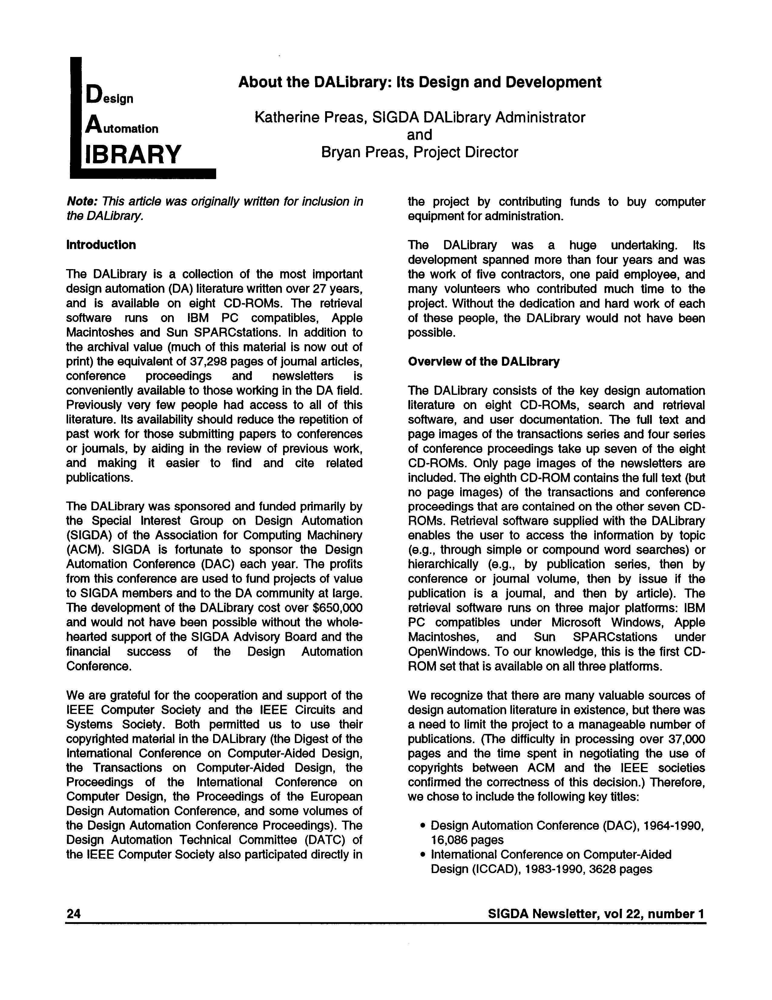 Design
Automation
LIBRARY
About the DALibrary: Its Design and Development
Katherine Preas, SIGDA DALibrary Administrator
and
Bryan Preas, Project Director
Note: This article was originally written for inclusion in
the DALibrary.
Introduction
The DALibrary is a collection of the most important
design automation (DA) literature written over 27 years,
and is available on eight CD-ROMs. The retrieval
software runs on IBM PC compatibles, Apple
Macintoshes and Sun SPARCstations. In addition to
the archival value (much of this material is now out of
print) the equivalent of 37,298 pages of journal articles,
conference proceedings and newsletters is
conveniently available to those working in the DA field.
Previously very few people had access to all of this
literature. Its availability should reduce the repetition of
past work for those submitting papers to conferences
or journals, by aiding in the review of previous work,
and making it easier to find and cite related
publications.
The DALibrary was sponsored and funded primarily by
the Special Interest Group on Design Automation
(SIGDA) of the Association for Computing Machinery
(ACM). SIGDA is fortunate to sponsor the Design
Automation Conference (DAC) each year. The profits
from this conference are used to fund projects of value
to SIGDA members and to the DA community at large.
The development of the DALibrary cost over $650,000
and would not have been possible without the whole-
hearted support of the SIGDA Advisory Board and the
financial success of the Design Automation
Conference.
We are grateful for the cooperation and support of the
IEEE Computer Society and the IEEE Circuits and
Systems Society. Both permitted us to use their
copyrighted material in the DALibrary (the Digest of the
International Conference on Computer-Aided Design,
the Transactions on Computer-Aided Design, the
Proceedings of the International Conference on
Computer Design, the Proceedings of the European
Design Automation Conference, and some volumes of
the Design Automation Conference Proceedings). The
Design Automation Technical Committee (DATC) of
the IEEE Computer Society also participated directly in
the project by contributing funds to buy computer
equipment for administration.
The DALibrary was a huge undertaking. Its
development spanned more than four years and was
the work of five contractors, one paid employee, and
many volunteers who contributed much time to the
project. Without the dedication and hard work of each
of these people, the DALibrary would not have been
possible.
Overview of the DALibrary
The DALibrary consists of the key design automation
literature on eight CD-ROMs, search and retrieval
software, and user documentation. The full text and
page images of the transactions series and four series
of conference proceedings take up seven of the eight
CD-ROMs. Only page images of the newsletters are
included. The eighth CD-ROM contains the full text (but
no page images) of the transactions and conference
proceedings that are contained on the other seven CD-
ROMs. Retrieval software supplied with the DALibrary
enables the user to access the information by topic
(e.g., through simple or compound word searches) or
hierarchically (e.g., by publication series, then by
conference or journal volume, then by issue if the
publication is a journal, and then by article). The
retrieval software runs on three major platforms: IBM
PC compatibles under Microsoft Windows, Apple
Macintoshes, and Sun SPARCstations under
OpenWindows. To our knowledge, this is the first CD-
ROM set that is available on all three platforms.
We recognize that there are many valuable sources of
design automation literature in existence, but there was
a need to limit the project to a manageable number of
publications. (The difficulty in processing over 37,000
pages and the time spent in negotiating the use of
copyrights between ACM and the IEEE societies
confirmed the correctness of this decision.) Therefore,
we chose to include the following key titles:
• Design Automation Conference (DAC), 1964-1990,
16,086 pages
• International Conference on Computer-Aided
Design (ICCAD), 1983-1990, 3628 pages
24
SIGDA Newsletter, vol 22, number 1